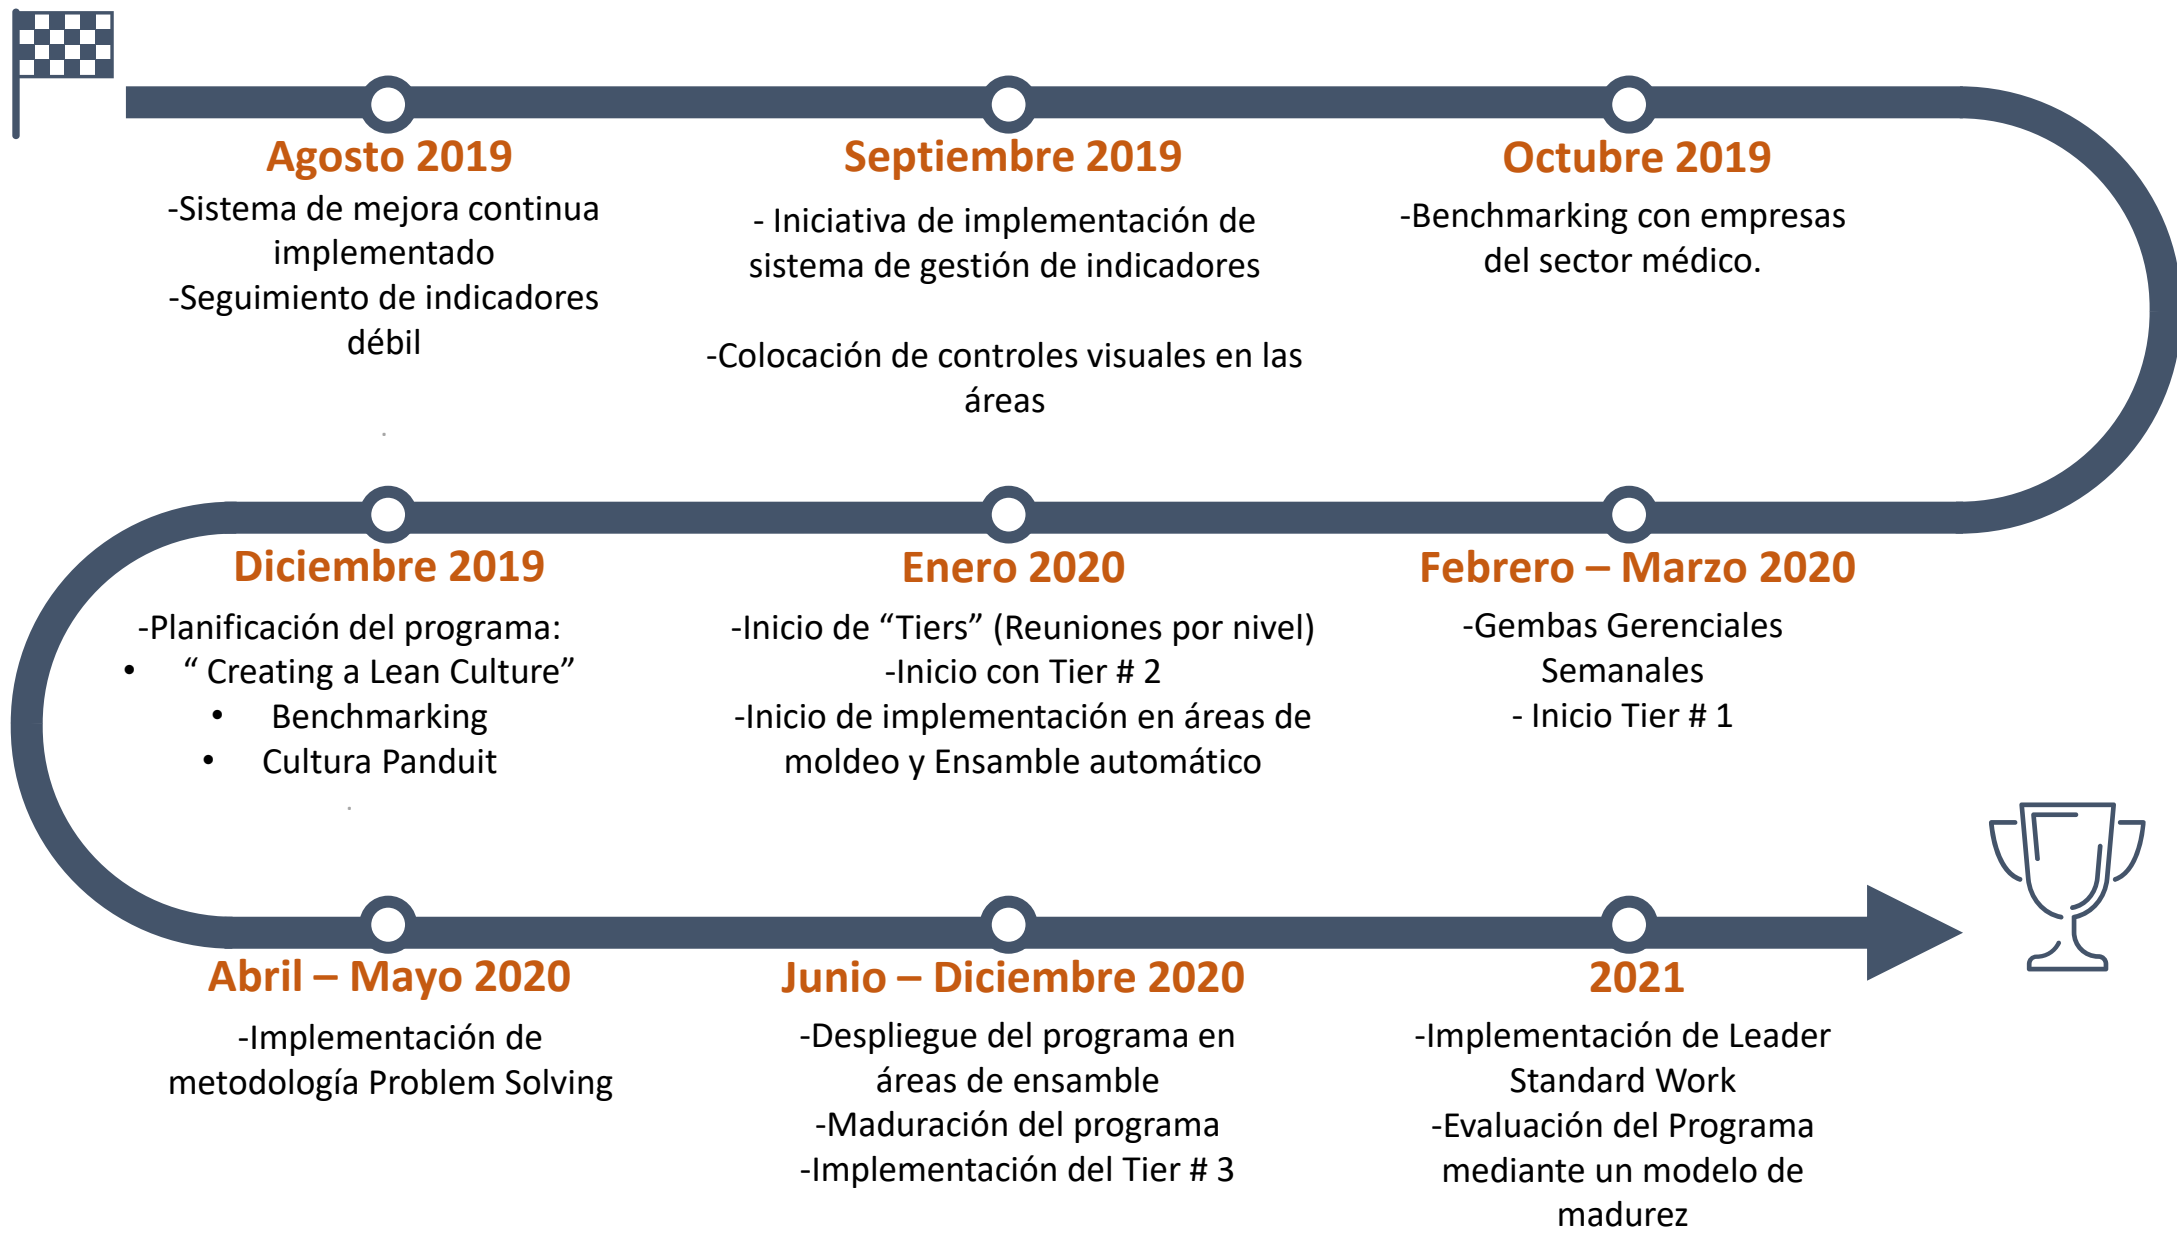 Agosto 2019
-Sistema de mejora continua
implementado
-Seguimiento de indicadores
débil
Septiembre 2019
- Iniciativa de implementación de
sistema de gestión de indicadores
-Colocación de controles visuales en las
áreas
Octubre 2019
-Benchmarking con empresas
del sector médico.
Diciembre 2019
-Planificación del programa:
• “ Creating a Lean Culture”
• Benchmarking
• Cultura Panduit
Enero 2020
-Inicio de “Tiers” (Reuniones por nivel)
-Inicio con Tier # 2
-Inicio de implementación en áreas de
moldeo y Ensamble automático
Febrero – Marzo 2020
-Gembas Gerenciales
Semanales
- Inicio Tier # 1
Abril – Mayo 2020
-Implementación de
metodología Problem Solving
Junio – Diciembre 2020
-Despliegue del programa en
áreas de ensamble
-Maduración del programa
-Implementación del Tier # 3
2021
-Implementación de Leader
Standard Work
-Evaluación del Programa
mediante un modelo de
madurez